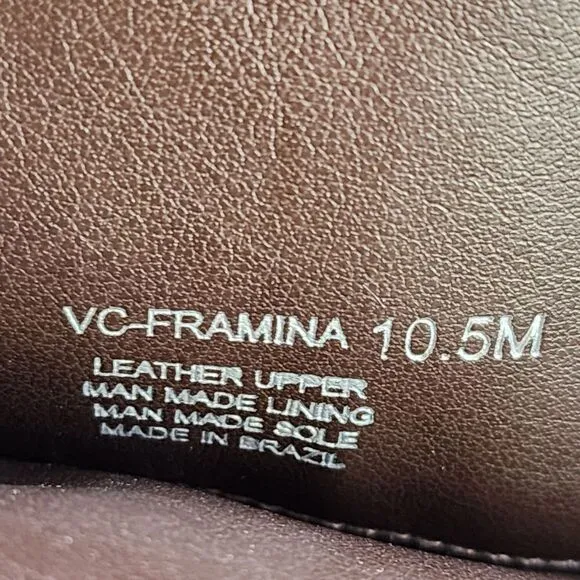 VC-FRAMINA 10.5M
LEATHER UPPER
MAN MADE LINING
MAN MADE SOLE
MADE IN BRAZIL